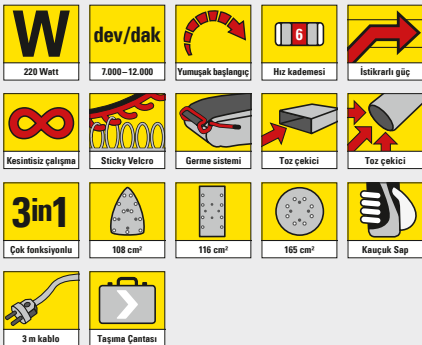 W
220 Watt
dev/dak
7.000–12.000
Yumuşak başlangıç
6
Hız kademesi
İstikrarlı güç
Kesintisiz çalışma
Sticky Velcro
Germe sistemi
Toz çekici
Toz çekici
3in1
Çok fonksiyonlu
108 cm²
116 cm²
165 cm²
Kauçuk Sap
3 m kablo
Taşıma Çantası